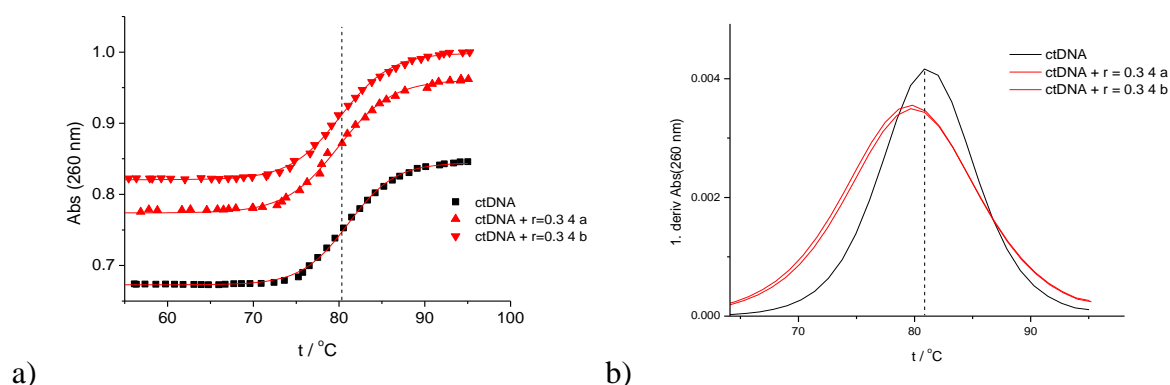 1.0
0.9
0.8
0.7
Abs (260 nm)
60
70
80
90
100
t / °C
ctDNA
ctDNA + r=0.3 4 a
ctDNA + r=0.3 4 b
a)
0.004
0.002
0.000
1. deriv Abs(260 nm)
70
80
90
t / °C
ctDNA
ctDNA + r = 0.3 4 a
ctDNA + r = 0.3 4 b
b)